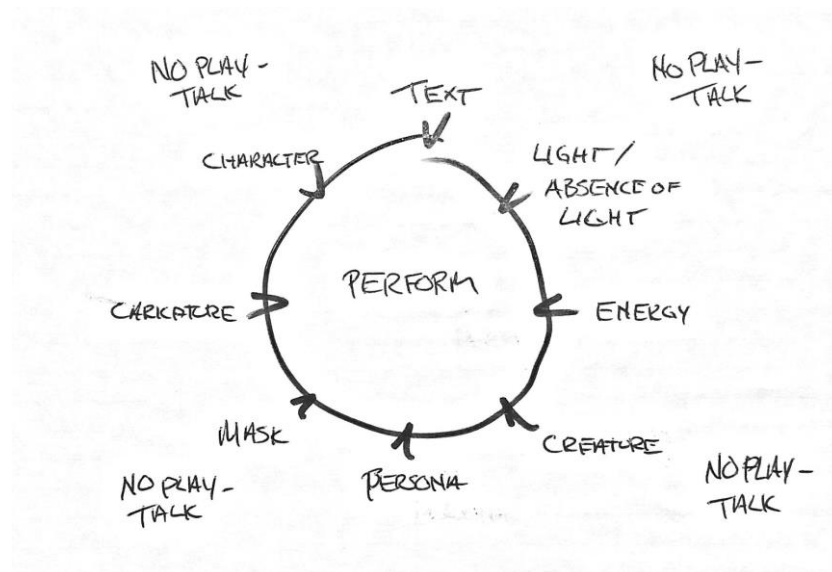 NO PLAY-
TALK
NO PLAY-
TALK
TEXT
CHARACTER
LIGHT /
ABSENCE OF
LIGHT
PERFORM
CARICATURE
ENERGY
MASK
PERSONA
CREATURE
NO PLAY-
TALK
NO PLAY-
TALK